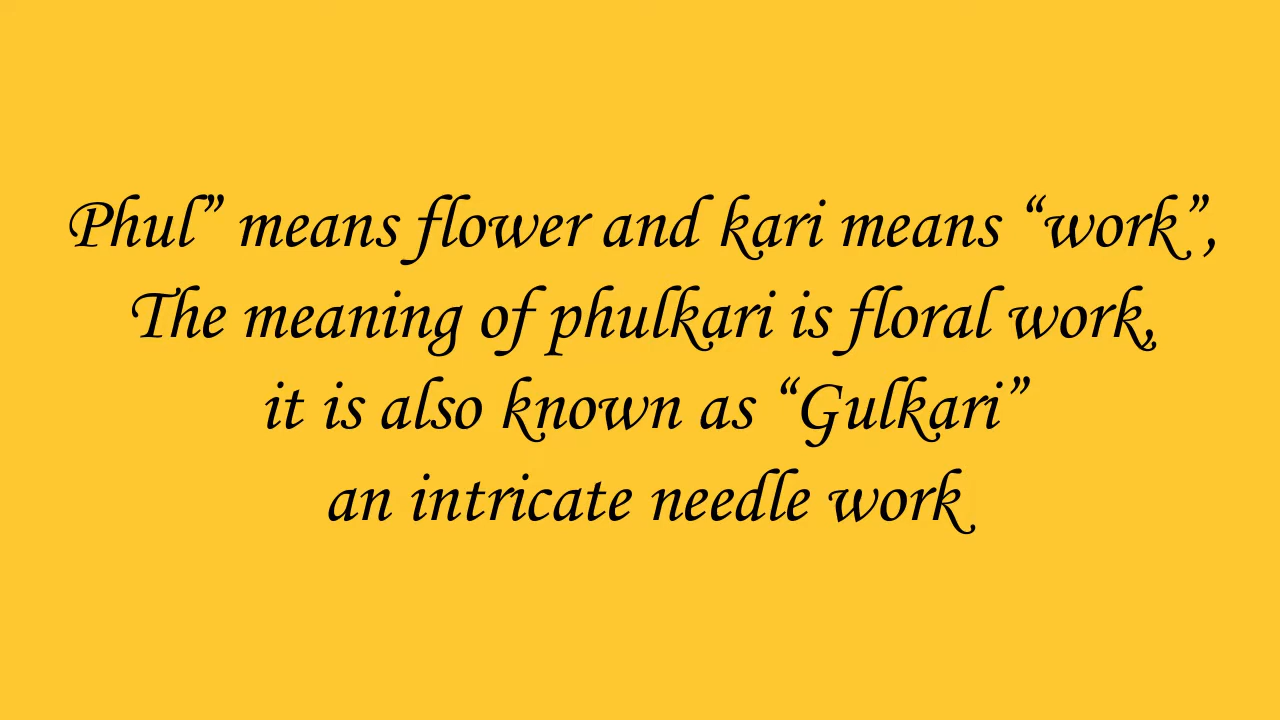 Phul” means flower and kari means “work”,
The meaning of phulkari is floral work,
it is also known as “Gulkari”
an intricate needle work